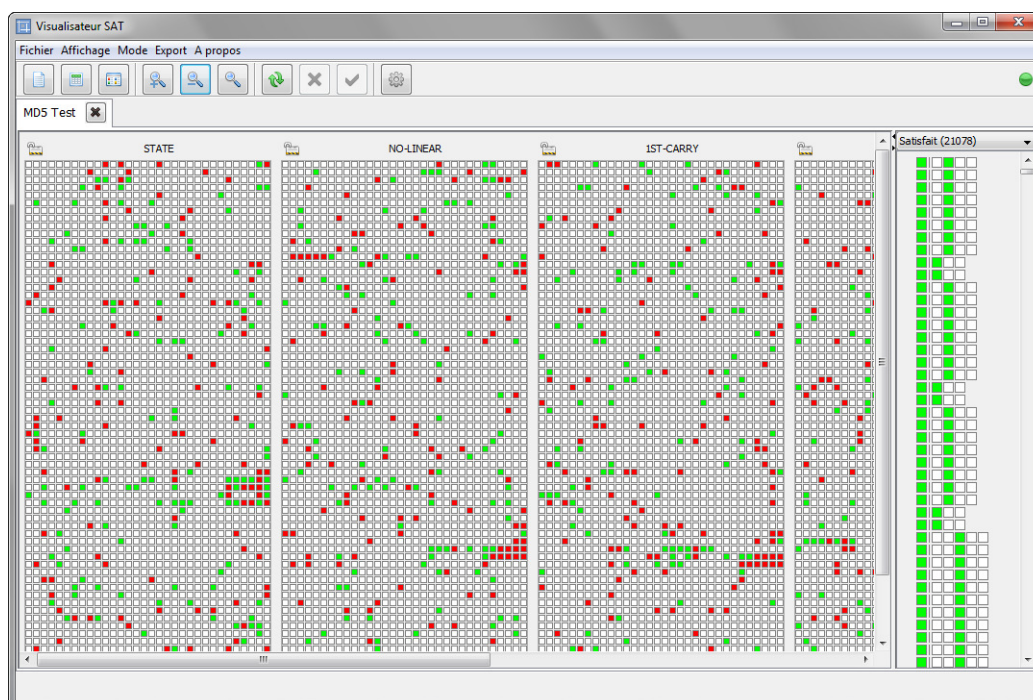 Visualisateur SAT
Fichier Affichage Mode Export A propos
MD5 Test
STATE NO-LINEAR 1ST-CARRY
Satisfait (21078)